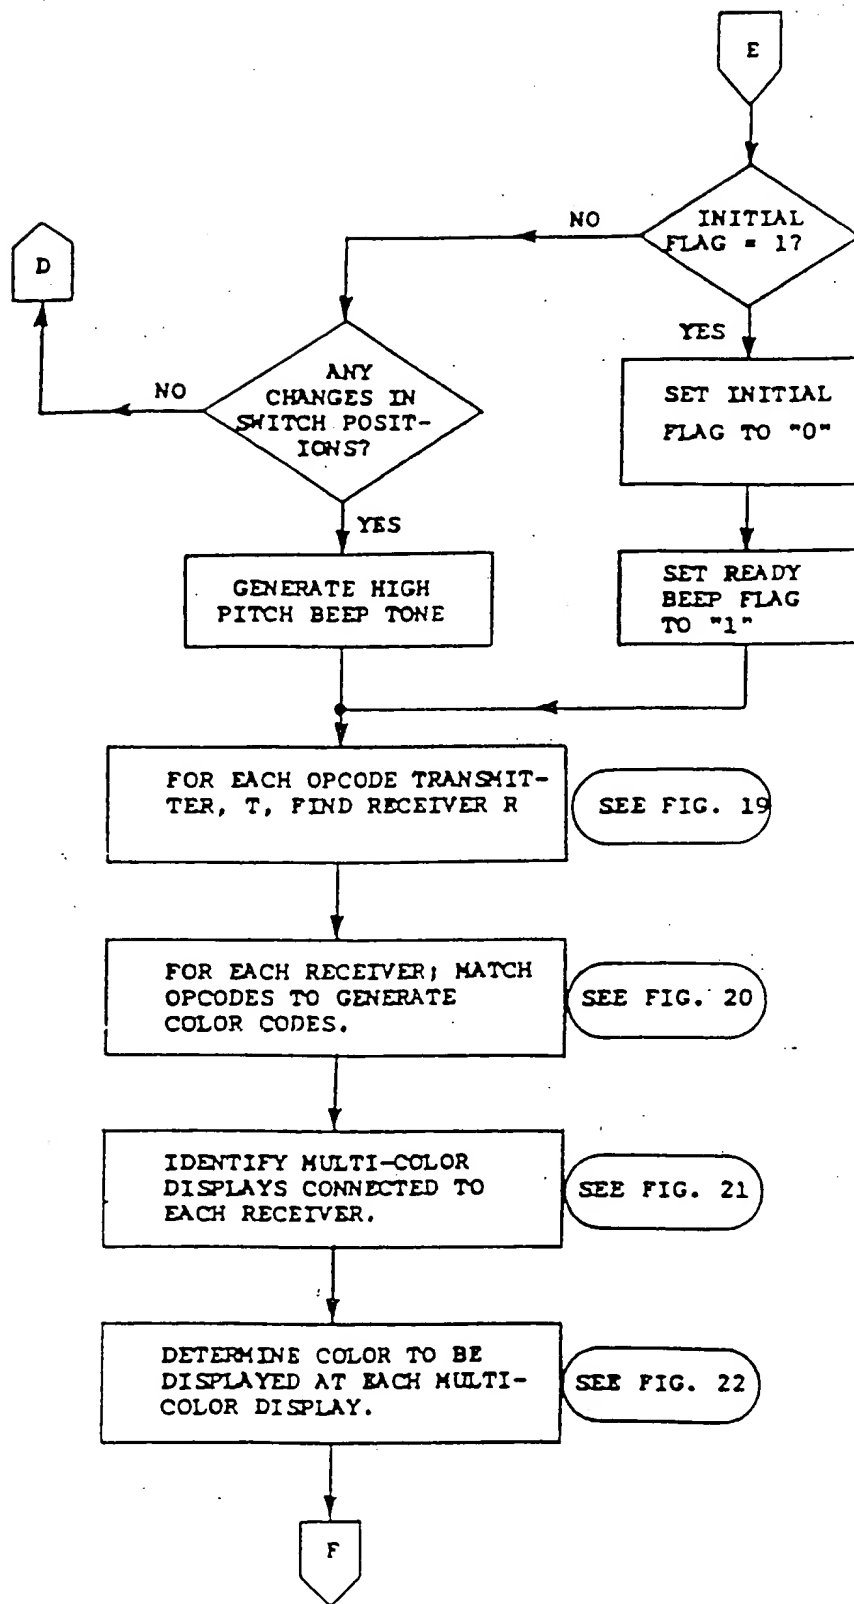 E
INITIAL
FLAG = 1?
NO
YES
D
ANY
CHANGES IN
SWITCH POSIT-
IONS?
NO
YES
SET INITIAL
FLAG TO "0"
GENERATE HIGH
PITCH BEEP TONE
SET READY
BEEP FLAG
TO "1"
FOR EACH OPCODE TRANSMIT-
TER, T, FIND RECEIVER R
SEE FIG. 19
FOR EACH RECEIVER; MATCH
OPCODES TO GENERATE
COLOR CODES.
SEE FIG. 20
IDENTIFY MULTI-COLOR
DISPLAYS CONNECTED TO
EACH RECEIVER.
SEE FIG. 21
DETERMINE COLOR TO BE
DISPLAYED AT EACH MULTI-
COLOR DISPLAY.
SEE FIG. 22
F